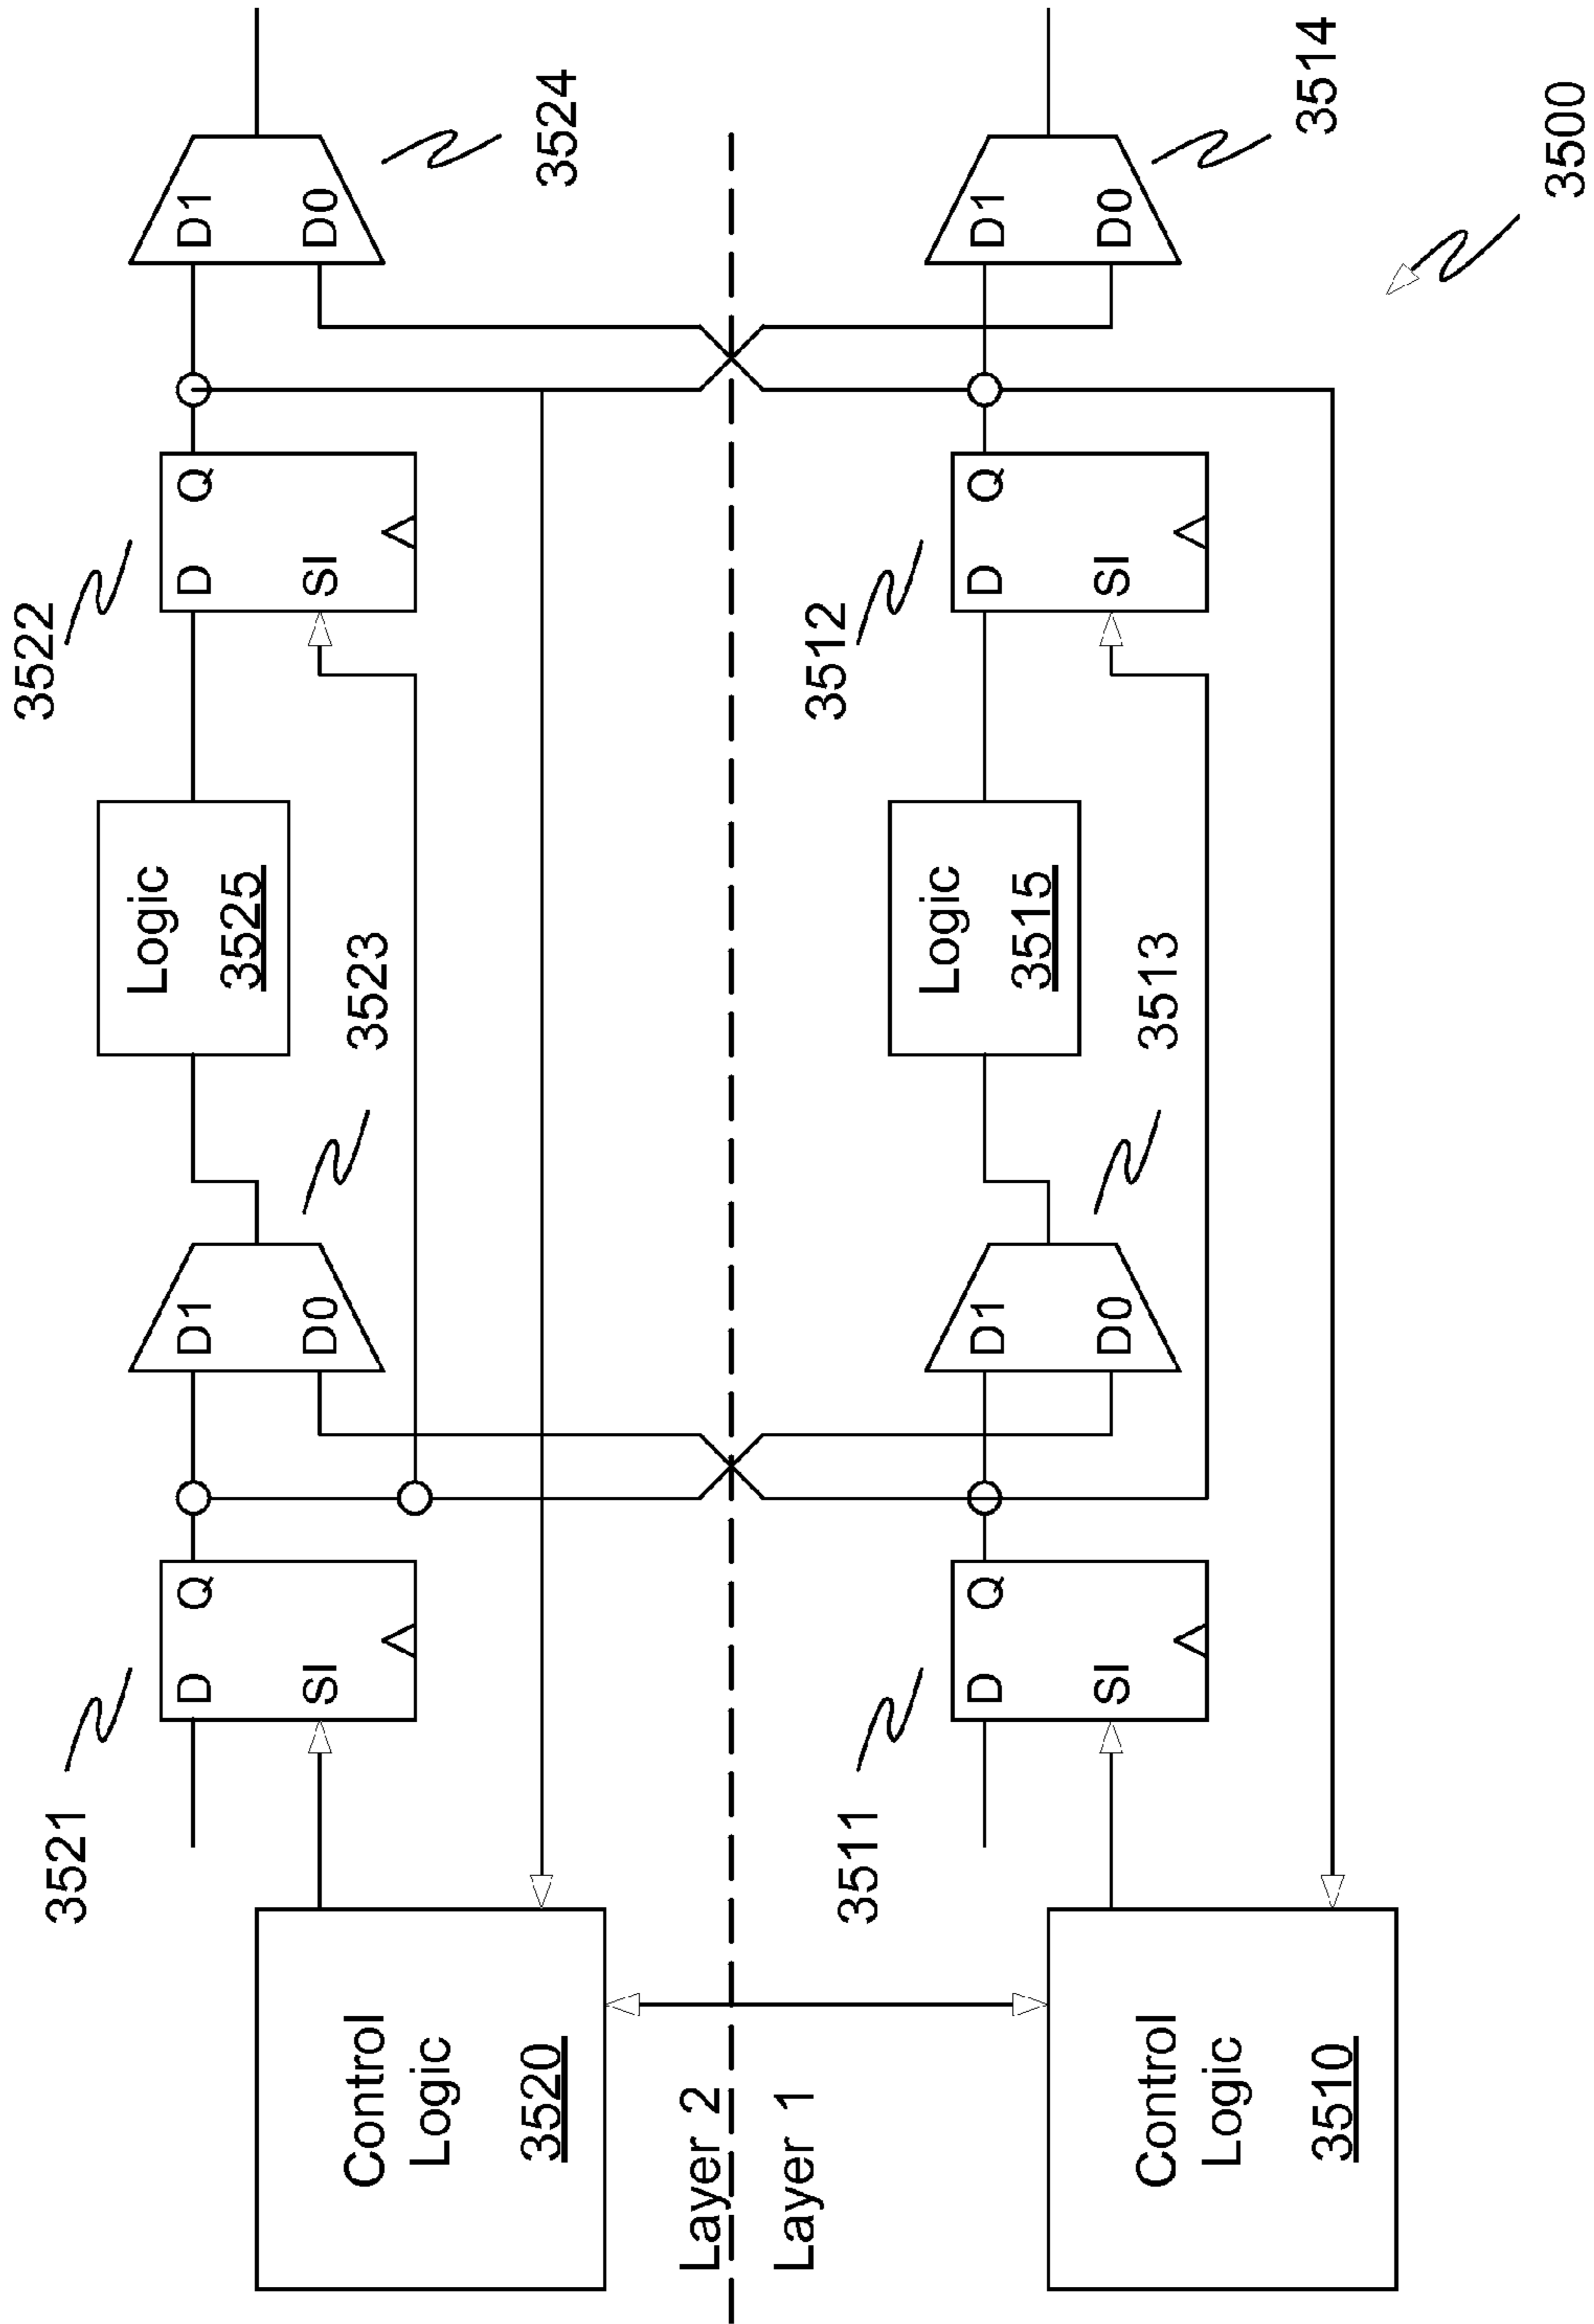 3522
3524
D
Q
SI
D1
D0
3521
D
Q
SI
D1
D0
Logic
3525
3523
Control
Logic
3520
Layer 2
Layer 1
3512
3514
D
Q
SI
D1
D0
3511
D
Q
SI
D1
D0
Logic
3515
3513
Control
Logic
3510
3500